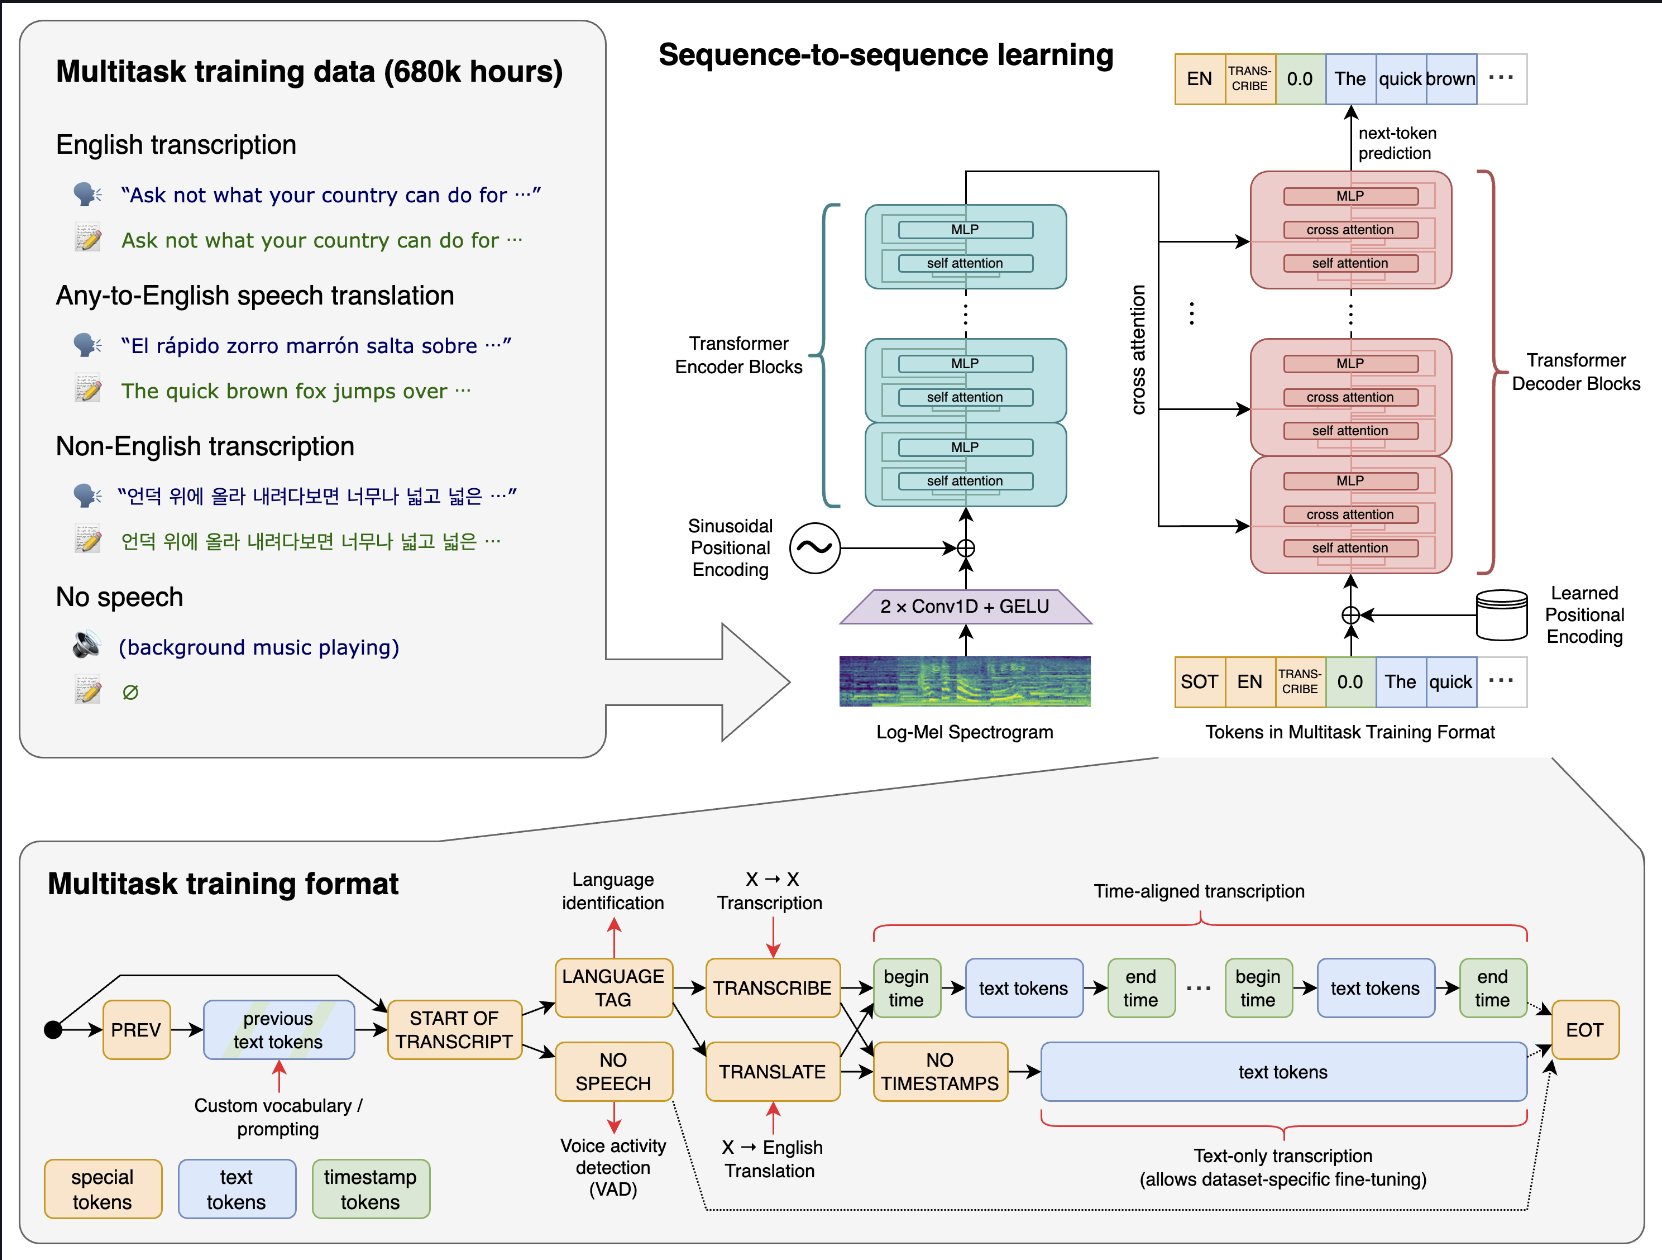 Multitask training data (680k hours)
English transcription
“Ask not what your country can do for ⋯”
Ask not what your country can do for ⋯
Any-to-English speech translation
“El rápido zorro marrón salta sobre ⋯”
The quick brown fox jumps over ⋯
Non-English transcription
“언덕 위에 올라 내려다보면 너무나 넓고 넓은 ⋯”
언덕 위에 올라 내려다보면 너무나 넓고 넓은 ⋯
No speech
(background music playing)
∅
Sequence-to-sequence learning
EN TRANS-CRIBE 0.0 The quick brown ⋯
next-token
prediction
MLP
self attention
MLP
self attention
MLP
self attention
Transformer
Encoder Blocks
Sinusoidal
Positional
Encoding
2 × Conv1D + GELU
Log-Mel Spectrogram
cross attention
MLP
cross attention
self attention
MLP
cross attention
self attention
MLP
cross attention
self attention
Transformer
Decoder Blocks
Learned
Positional
Encoding
SOT EN TRANS-CRIBE 0.0 The quick ⋯
Tokens in Multitask Training Format
Multitask training format
PREV
previous
text tokens
Custom vocabulary /
prompting
START OF
TRANSCRIPT
Language
identification
LANGUAGE
TAG
NO
SPEECH
Voice activity
detection
(VAD)
X → X
Transcription
TRANSCRIBE
TRANSLATE
X → English
Translation
Time-aligned transcription
begin
time
text tokens
end
time
⋯
begin
time
text tokens
end
time
NO
TIMESTAMPS
text tokens
EOT
Text-only transcription
(allows dataset-specific fine-tuning)
special
tokens
text
tokens
timestamp
tokens